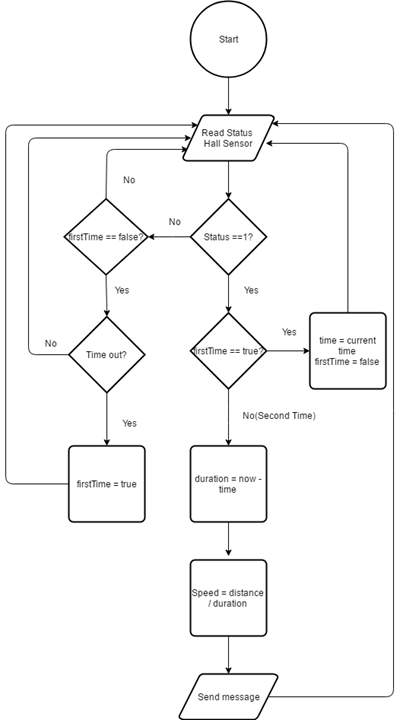 Start
Read Status
Hall Sensor
No
firstTime == false?
No
Status ==1?
Yes
Yes
No
Time out?
firstTime == true?
Yes
time = current
time
firstTime = false
Yes
No(Second Time)
firstTime = true
duration = now -
time
Speed = distance
/ duration
Send message